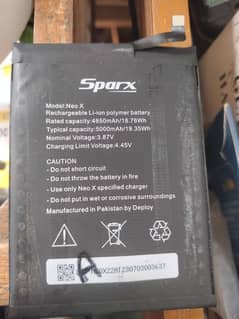 Sparx
Model:Neo X
Rechargeable Li-ion polymer battery
Rated capacity:4850mAh/18.76Wh
Typical capacity:5000mAh/19.35Wh
Nominal Voltage:3.87V
Charging Limit Voltage:4.45V
CAUTION
- Do not short circuit
- Do not throw the battery in fire
- Use only Neo X specified charger
- Do not put in wet or corrosive surroundings
Manufactured in Pakistan by Deploy
A